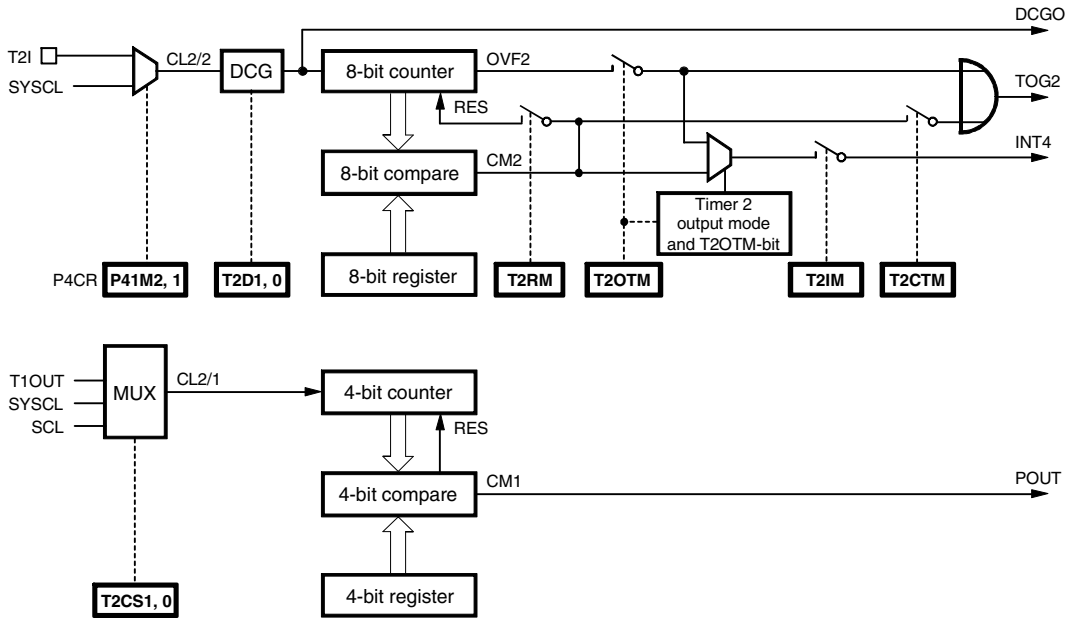 DCGO
T2I
CL2/2
DCG
8-bit counter
OVF2
TOG2
SYSCL
RES
INT4
8-bit compare
CM2
Timer 2
output mode
and T2OTM-bit
P4CR
P41M2, 1
T2D1, 0
8-bit register
T2RM
T2OTM
T2IM
T2CTM
T1OUT
SYSCL
SCL
MUX
CL2/1
4-bit counter
RES
4-bit compare
CM1
POUT
T2CS1, 0
4-bit register